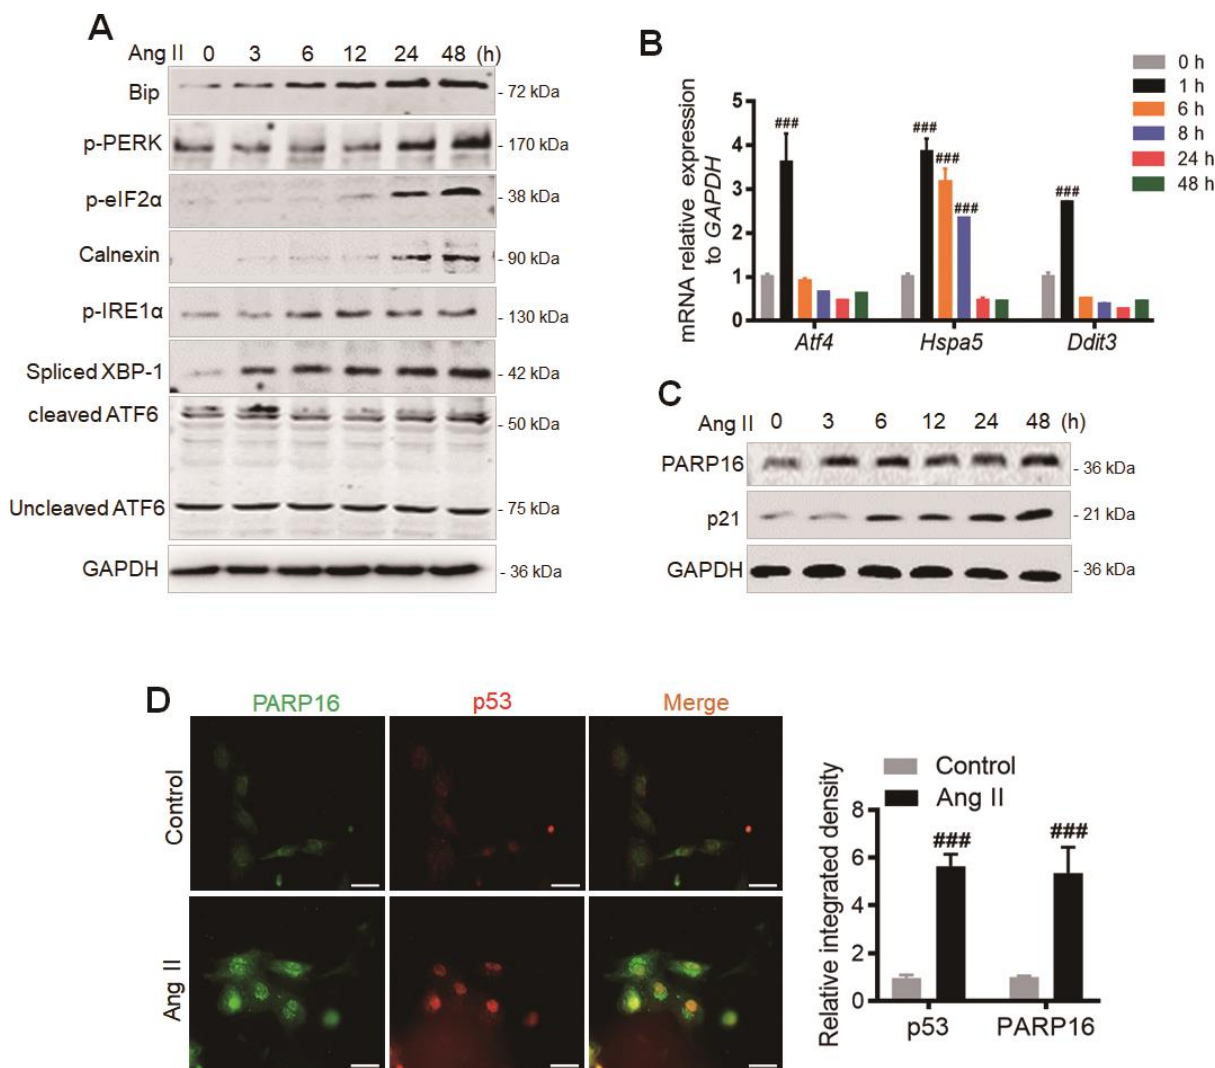 A
Ang II 0 3 6 12 24 48 (h)
Bip - 72 kDa
p-PERK - 170 kDa
p-eIF2α - 38 kDa
Calnexin - 90 kDa
p-IRE1α - 130 kDa
Spliced XBP-1 - 42 kDa
cleaved ATF6 - 50 kDa
Uncleaved ATF6 - 75 kDa
GAPDH - 36 kDa
B
0 h
1 h
6 h
8 h
24 h
48 h
mRNA relative expression
to GAPDH
5
4
3
2
1
0
###
###
###
###
###
Atf4 Hspa5 Ddit3
C
Ang II 0 3 6 12 24 48 (h)
PARP16 - 36 kDa
p21 - 21 kDa
GAPDH - 36 kDa
D
PARP16 p53 Merge
Control
Ang II
Control
Ang II
Relative integrated density
8
6
4
2
0
###
###
p53 PARP16